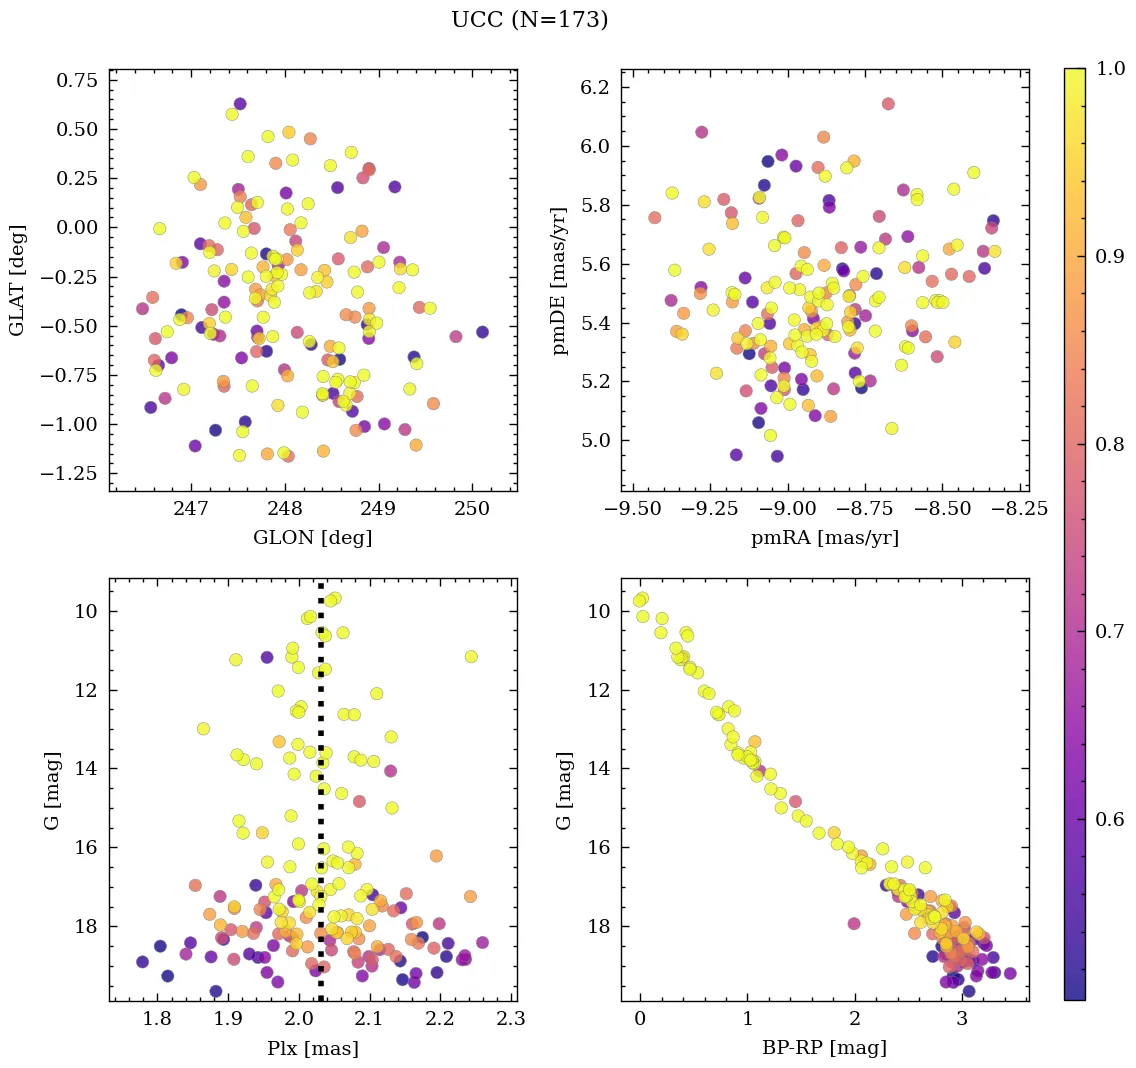 UCC (N=173)
0.75
0.50
0.25
0.00
−0.25
−0.50
−0.75
−1.00
−1.25
GLAT [deg]
247 248 249 250
GLON [deg]
6.2
6.0
5.8
5.6
5.4
5.2
5.0
pmDE [mas/yr]
−9.50 −9.25 −9.00 −8.75 −8.50 −8.25
pmRA [mas/yr]
10
12
14
16
18
G [mag]
1.8 1.9 2.0 2.1 2.2 2.3
Plx [mas]
10
12
14
16
18
G [mag]
0 1 2 3
BP-RP [mag]
1.0
0.9
0.8
0.7
0.6